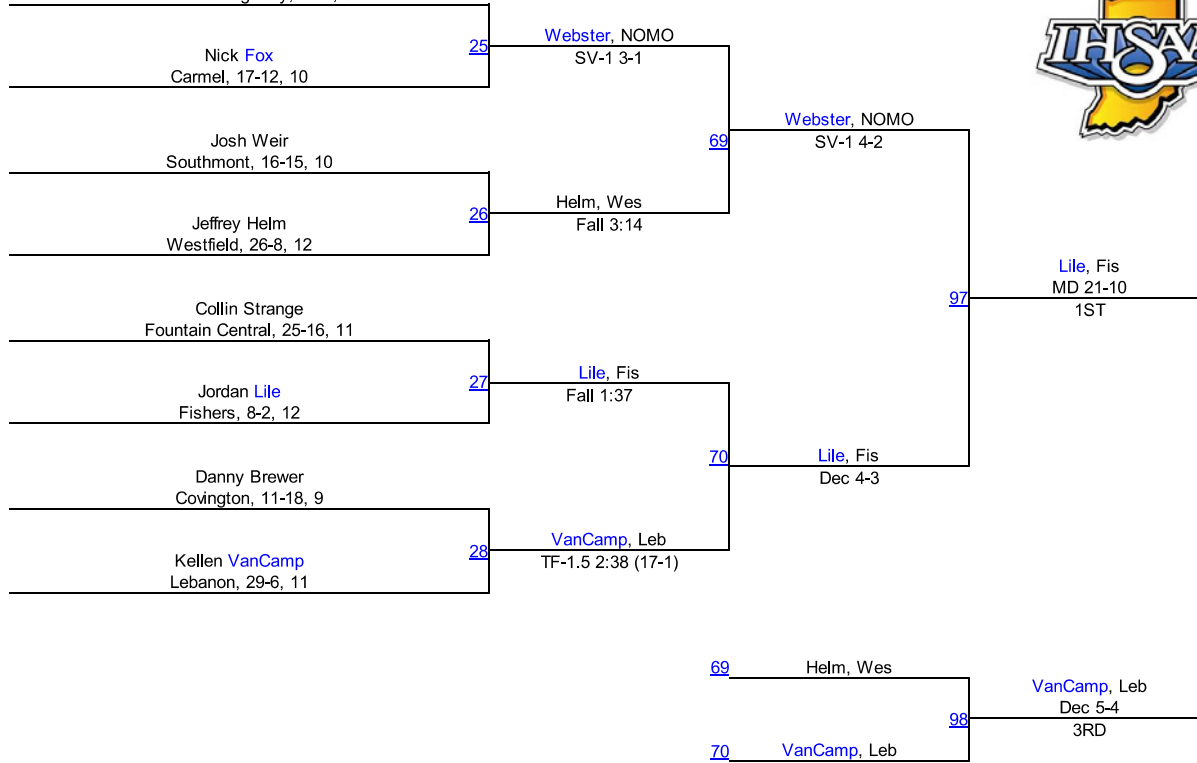 Nick Fox
Carmel, 17-12, 10
25
Webster, NOMO
SV-1 3-1
Josh Weir
Southmont, 16-15, 10
Jeffrey Helm
Westfield, 26-8, 12
26
Helm, Wes
Fall 3:14
69
Webster, NOMO
SV-1 4-2
Collin Strange
Fountain Central, 25-16, 11
Jordan Lile
Fishers, 8-2, 12
27
Lile, Fis
Fall 1:37
Danny Brewer
Covington, 11-18, 9
Kellen VanCamp
Lebanon, 29-6, 11
28
VanCamp, Leb
TF-1.5 2:38 (17-1)
70
Lile, Fis
Dec 4-3
97
Lile, Fis
MD 21-10
1ST
69
Helm, Wes
70
VanCamp, Leb
98
VanCamp, Leb
Dec 5-4
3RD
IHSAA